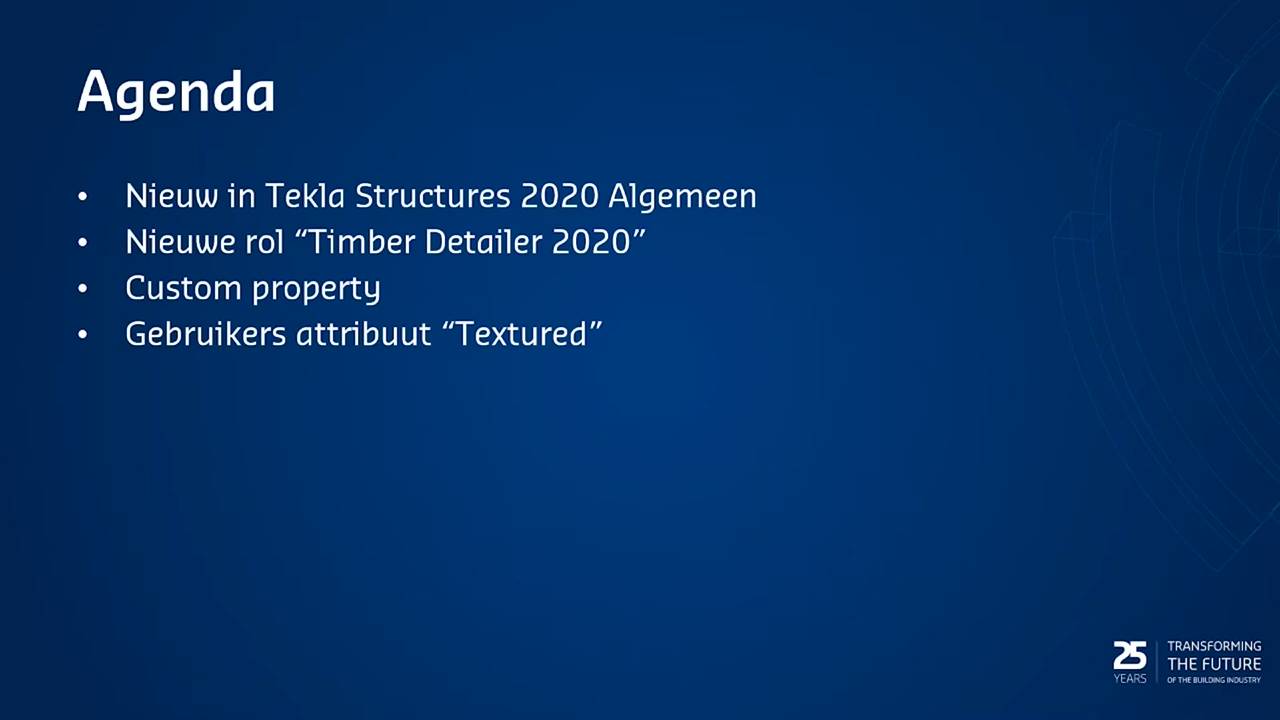 Agenda
• Nieuw in Tekla Structures 2020 Algemeen
• Nieuwe rol “Timber Detailer 2020”
• Custom property
• Gebruikers attribuut “Textured”
25 YEARS
TRANSFORMING
THE FUTURE
OF THE BUILDING INDUSTRY